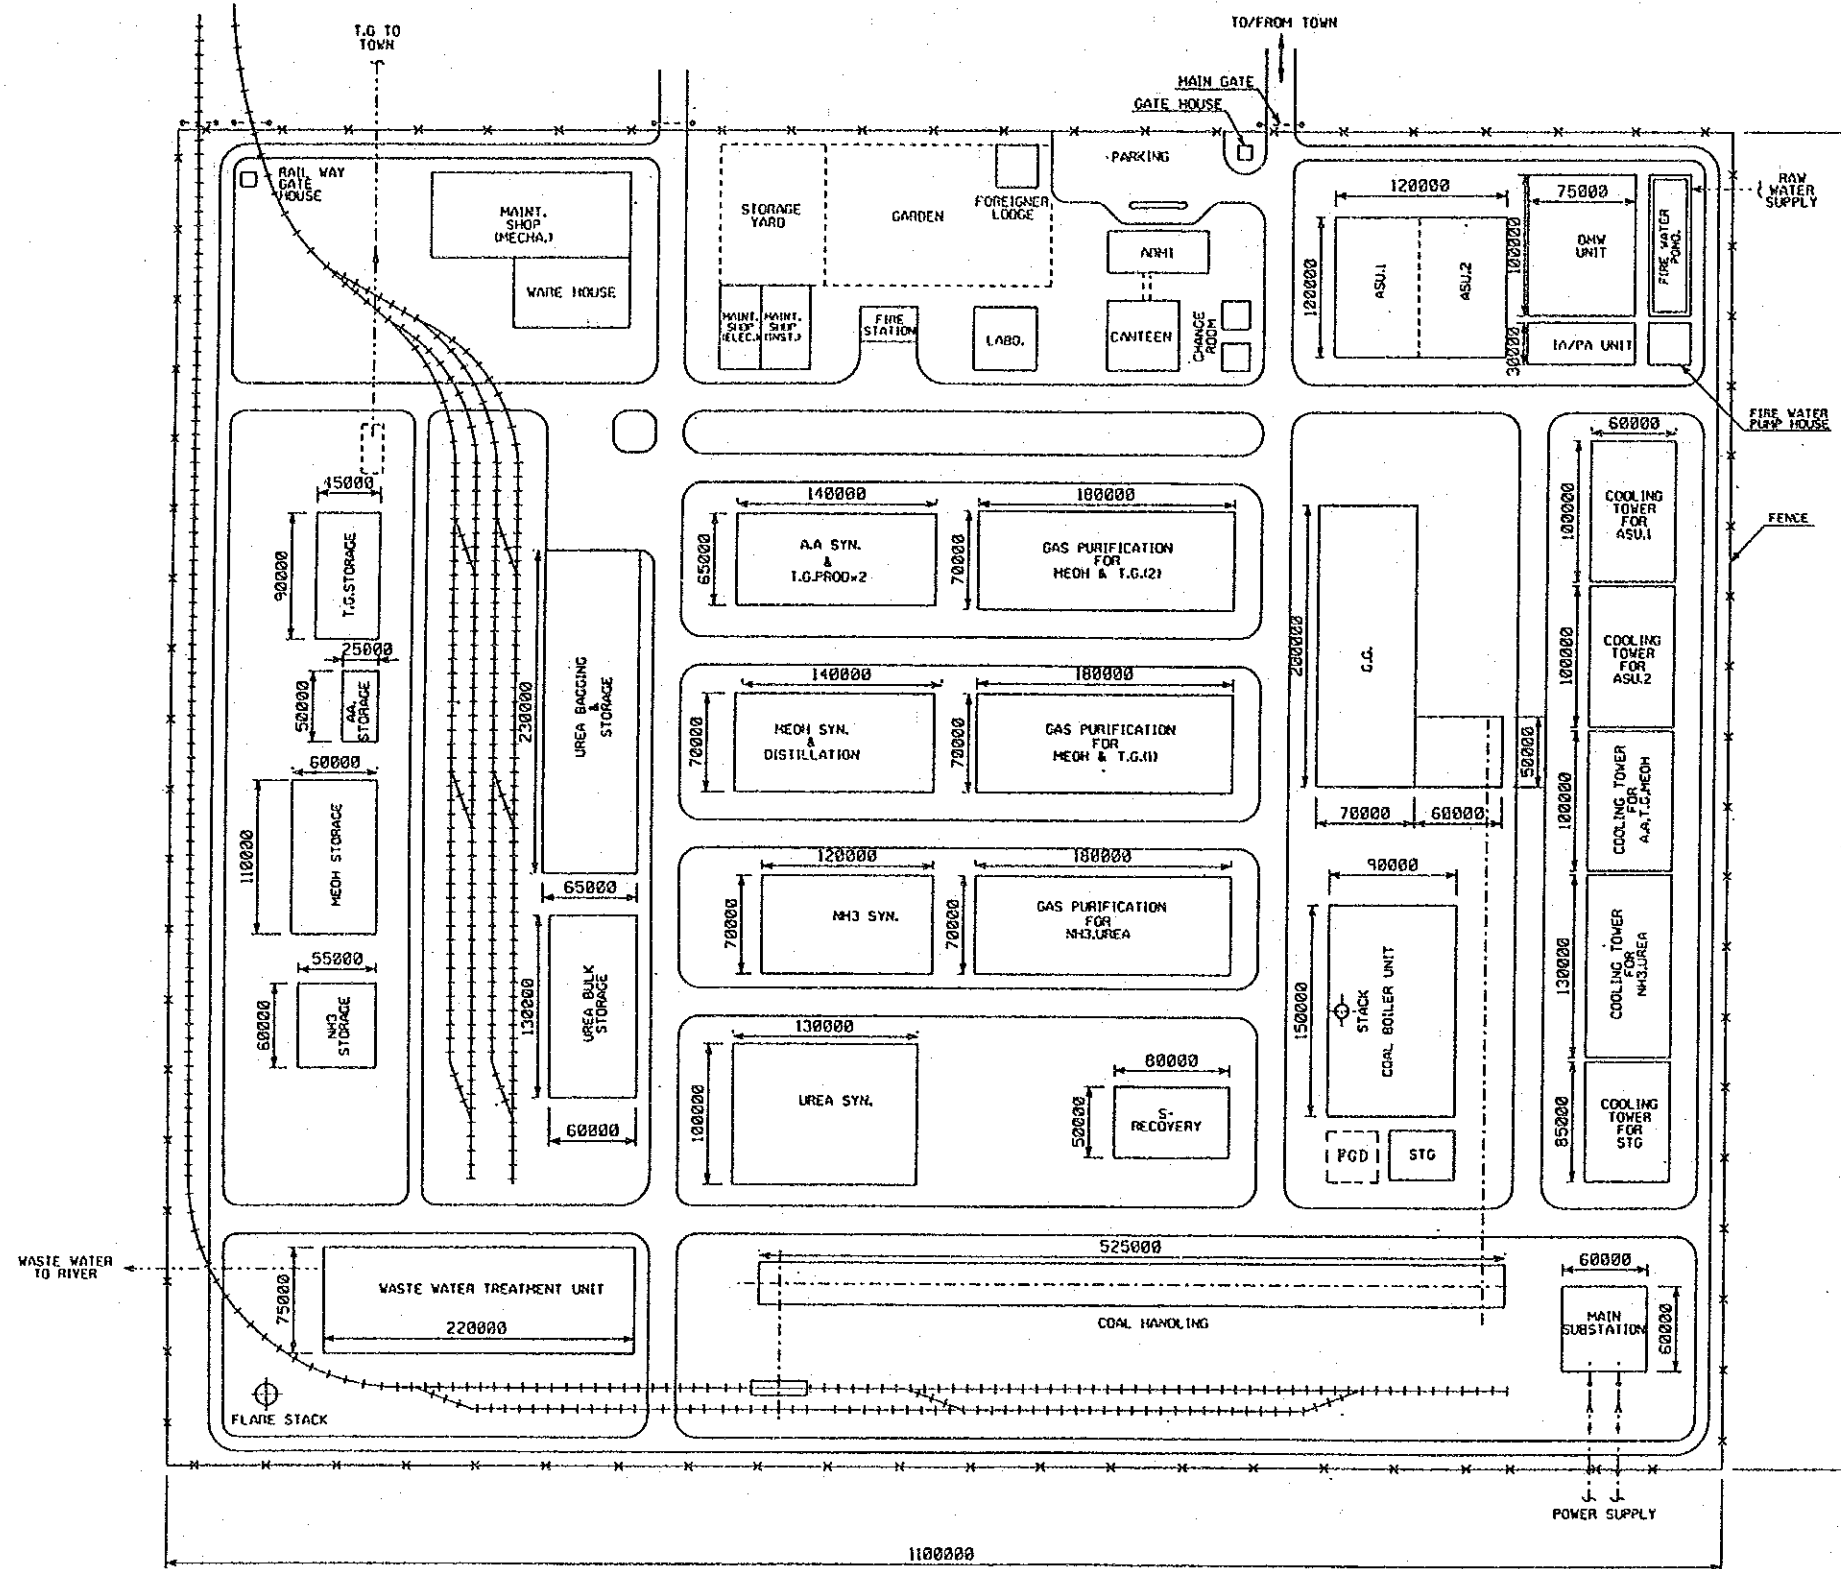 T.G TO
TOWN
TO/FROM TOWN
MAIN GATE
GATE HOUSE
RAIL WAY
GATE
HOUSE
MAINT.
SHOP
(MECHA.)
WARE HOUSE
STORAGE
YARD
GARDEN
FOREIGNER
LODGE
PARKING
ADMI
MAINT.
SHOP
(ELEC.)
MAINT.
SHOP
(INST.)
FIRE
STATION
LABO.
CANTEEN
CHANGE
ROOM
120000
100000
ASU.1
ASU.2
75000
100000
DMW
UNIT
FIRE WATER
POND.
RAW
WATER
SUPPLY
30000
IA/PA UNIT
FIRE WATER
PUMP HOUSE
FENCE
45000
90000
T.G.STORAGE
25000
50000
AA.
STORAGE
60000
110000
MEOH STORAGE
55000
60000
NH3
STORAGE
230000
UREA BAGGING
&
STORAGE
65000
130000
UREA BULK
STORAGE
60000
140000
65000
A.A SYN.
&
T.G.PROD×2
180000
70000
GAS PURIFICATION
FOR
MEOH & T.G.(2)
140000
70000
MEOH SYN.
&
DISTILLATION
180000
70000
GAS PURIFICATION
FOR
MEOH & T.G.(1)
120000
70000
NH3 SYN.
180000
70000
GAS PURIFICATION
FOR
NH3.UREA
130000
100000
UREA SYN.
80000
50000
S-
RECOVERY
200000
C.G.
50000
70000
60000
90000
150000
STACK
COAL BOILER UNIT
FGD
STG
60000
100000
COOLING
TOWER
FOR
ASU.1
100000
COOLING
TOWER
FOR
ASU.2
100000
COOLING TOWER
FOR
A.A,T.G,MEOH
130000
COOLING TOWER
FOR
NH3.UREA
85000
COOLING
TOWER
FOR
STG
WASTE WATER
TO RIVER
75000
WASTE WATER TREATMENT UNIT
220000
FLARE STACK
525000
COAL HANDLING
60000
MAIN
SUBSTATION
60000
POWER SUPPLY
1100000